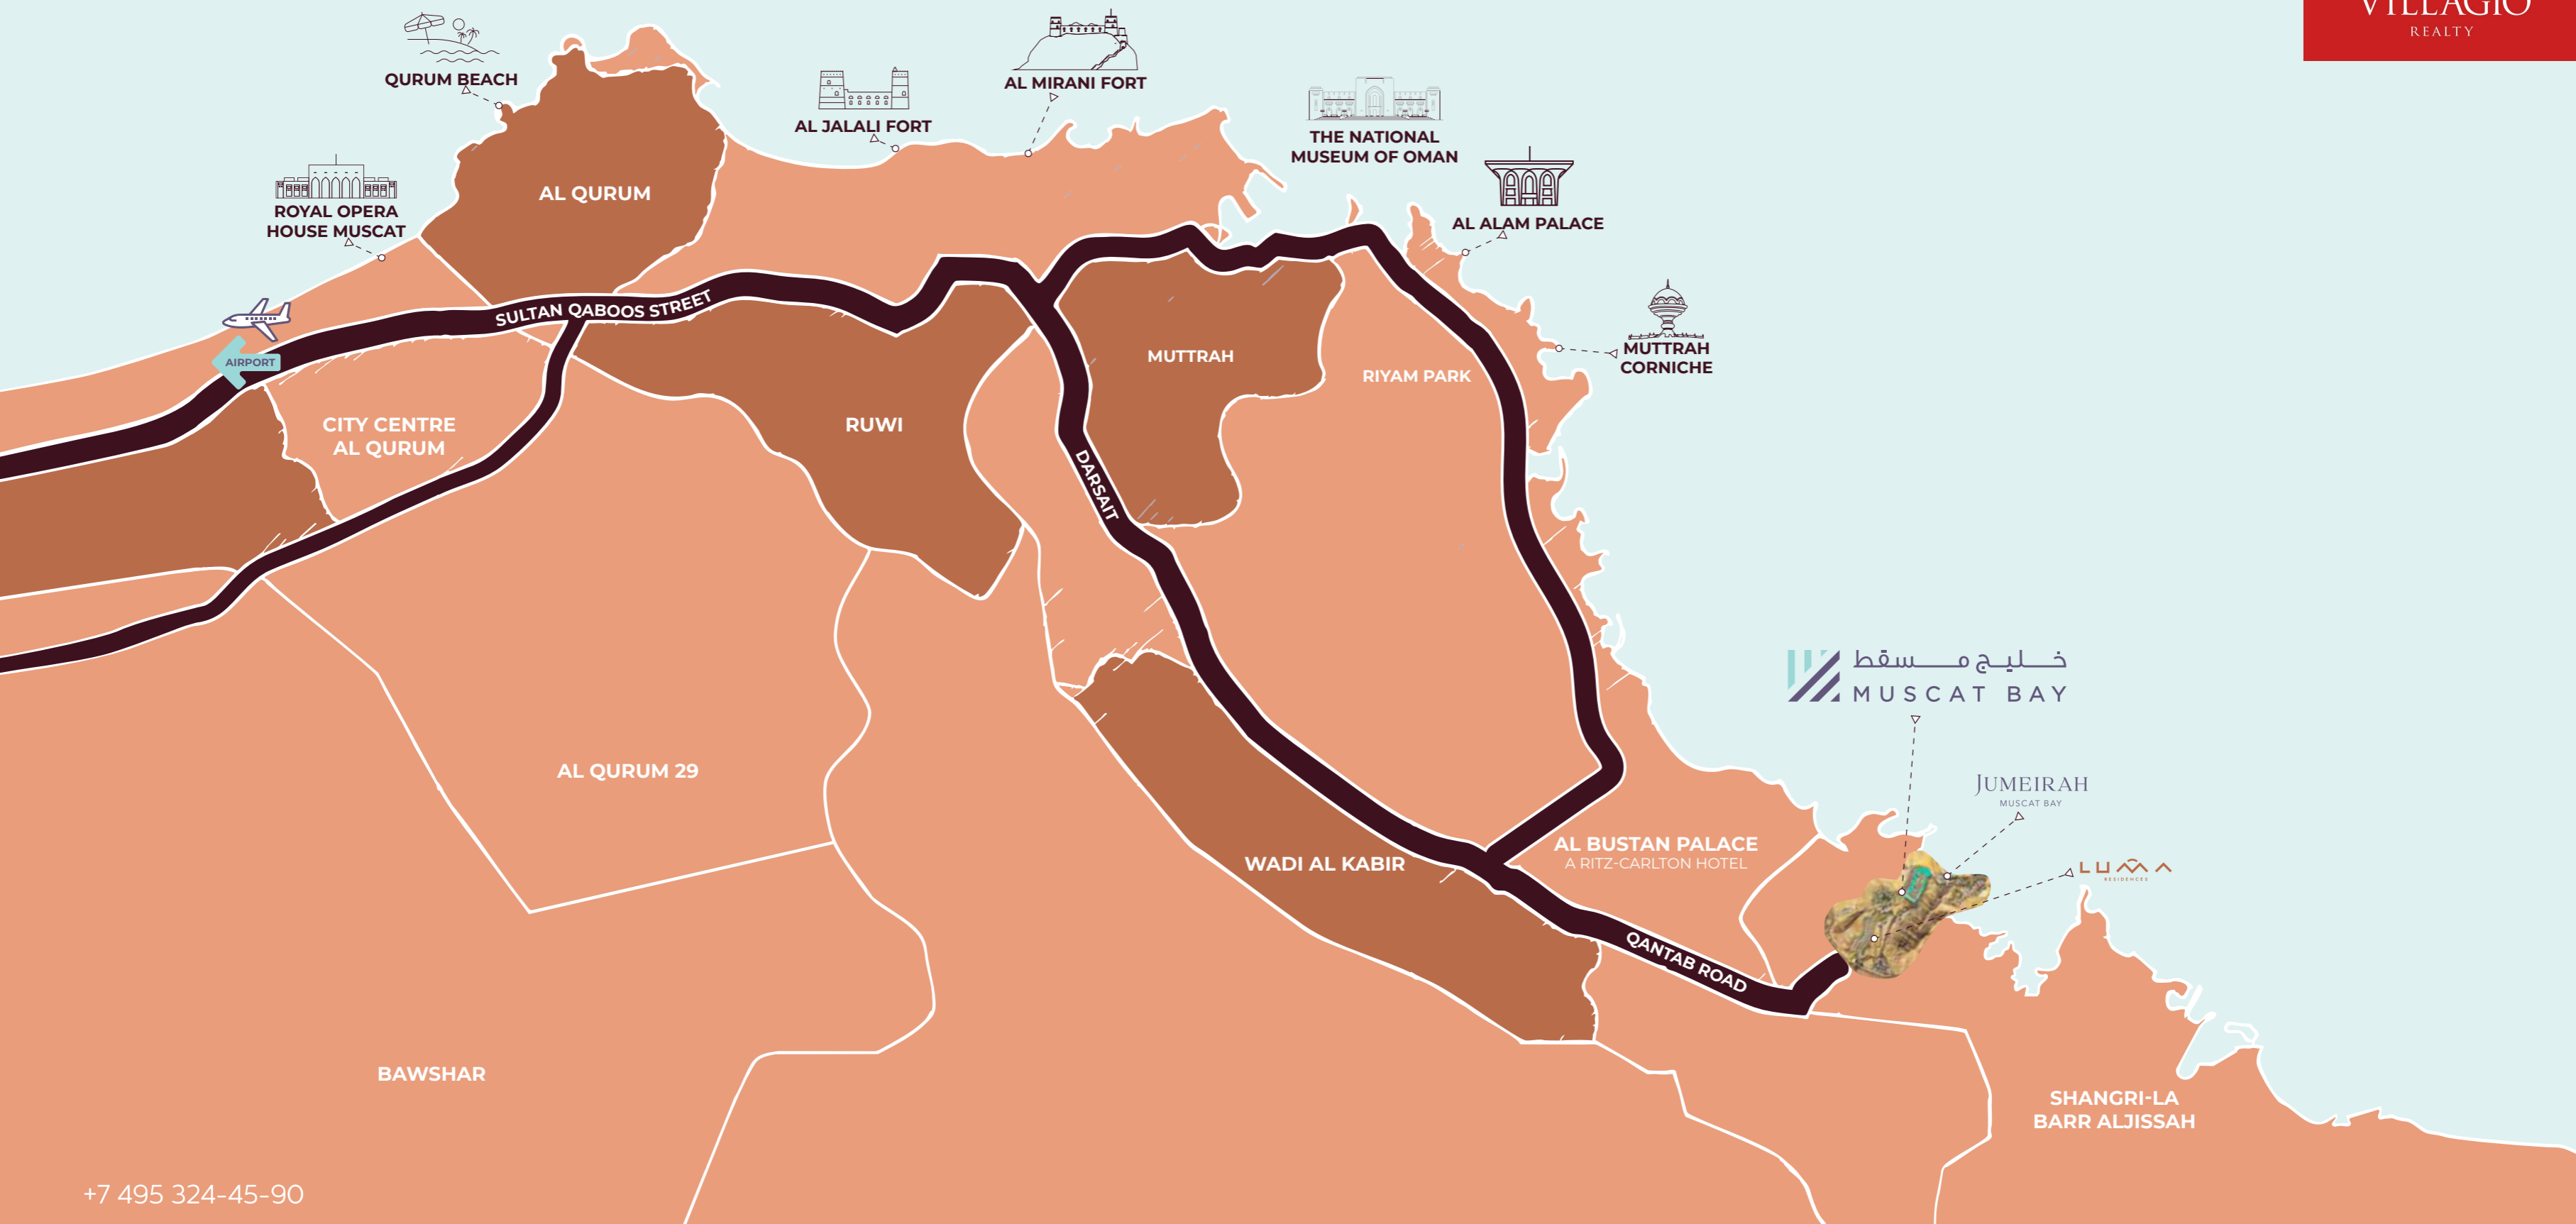 VILLAGIO
REALTY
QURUM BEACH
AL MIRANI FORT
AL JALALI FORT
THE NATIONAL
MUSEUM OF OMAN
AL QURUM
ROYAL OPERA
HOUSE MUSCAT
AL ALAM PALACE
SULTAN QABOOS STREET
AIRPORT
MUTTRAH
MUTTRAH
CORNICHE
RIYAM PARK
CITY CENTRE
AL QURUM
RUWI
DARSAIT
خليج مسقط
MUSCAT BAY
AL QURUM 29
JUMEIRAH
MUSCAT BAY
AL BUSTAN PALACE
A RITZ-CARLTON HOTEL
WADI AL KABIR
LUMA
RESIDENCES
QANTAB ROAD
BAWSHAR
SHANGRI-LA
BARR ALJISSAH
+7 495 324-45-90